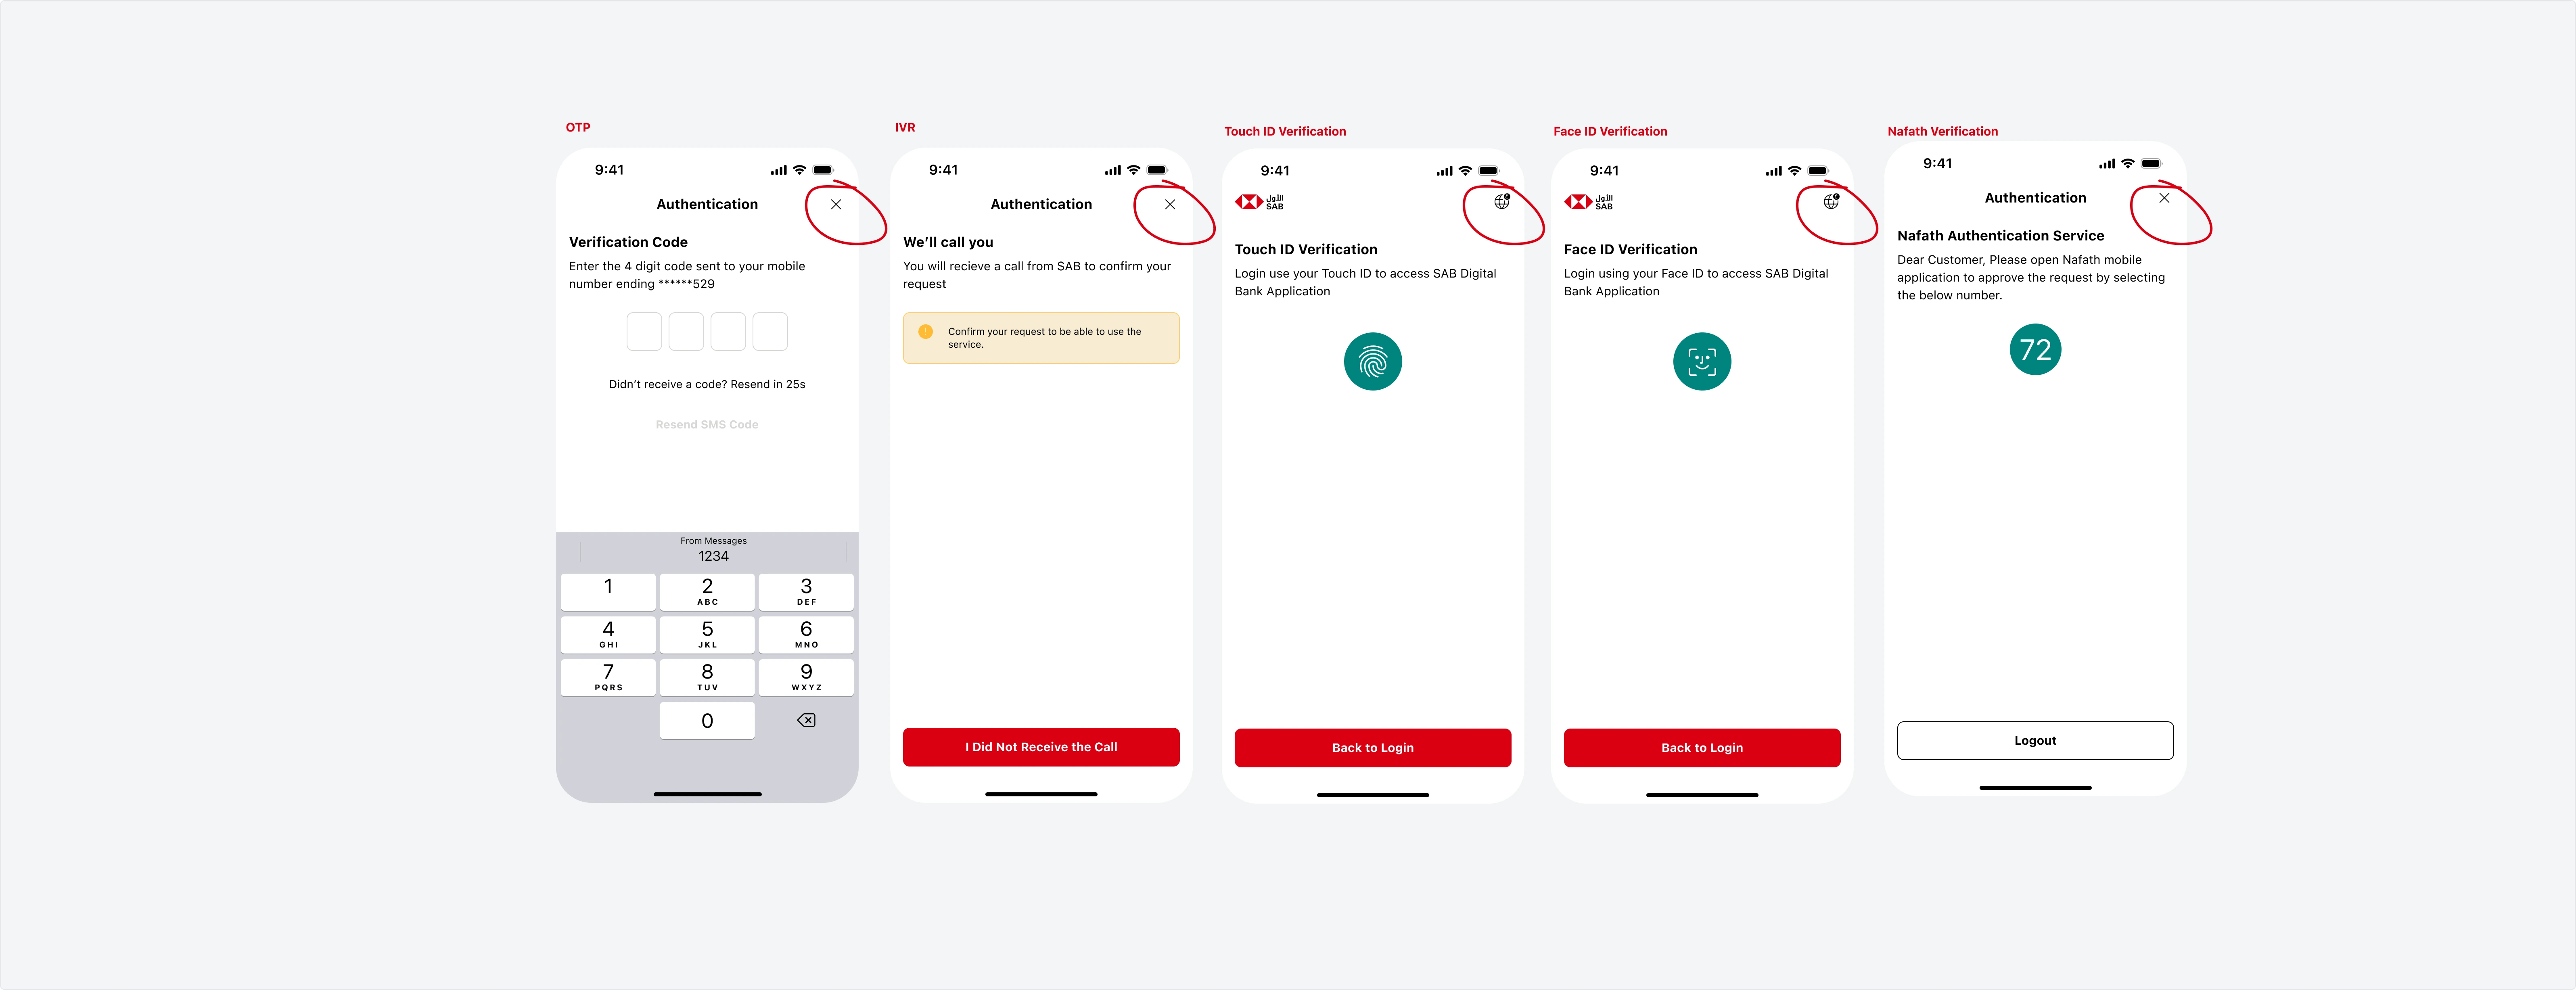 OTP
9:41
Authentication
Verification Code
Enter the 4 digit code sent to your mobile
number ending ******529
Didn't receive a code? Resend in 25s
Resend SMS Code
From Messages
1234
1
2
ABC
3
DEF
4
GHI
5
JKL
6
MNO
7
PQRS
8
TUV
9
WXYZ
0
IVR
9:41
Authentication
We'll call you
You will recieve a call from SAB to confirm your
request
Confirm your request to be able to use the
service.
I Did Not Receive the Call
Touch ID Verification
9:41
الأول
SAB
Touch ID Verification
Login use your Touch ID to access SAB Digital
Bank Application
Back to Login
Face ID Verification
9:41
الأول
SAB
Face ID Verification
Login using your Face ID to access SAB Digital
Bank Application
Back to Login
Nafath Verification
9:41
Authentication
Nafath Authentication Service
Dear Customer, Please open Nafath mobile
application to approve the request by selecting
the below number.
72
Logout